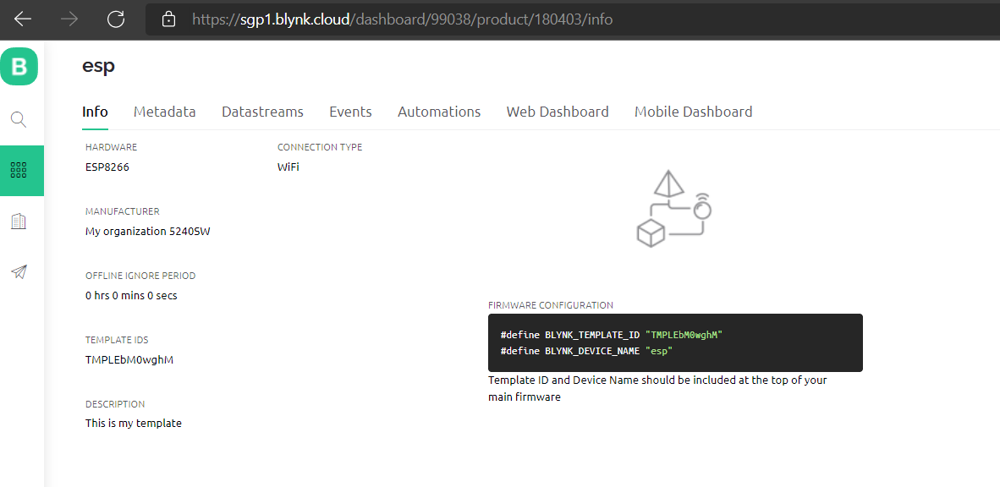 https://sgp1.blynk.cloud/dashboard/99038/product/180403/info
B
esp
Info Metadata Datastreams Events Automations Web Dashboard Mobile Dashboard
HARDWARE CONNECTION TYPE
ESP8266 WiFi
MANUFACTURER
My organization 5240SW
OFFLINE IGNORE PERIOD
0 hrs 0 mins 0 secs
TEMPLATE IDS
TMPLEbM0wghM
DESCRIPTION
This is my template
FIRMWARE CONFIGURATION
#define BLYNK_TEMPLATE_ID "TMPLEbM0wghM"
#define BLYNK_DEVICE_NAME "esp"
Template ID and Device Name should be included at the top of your
main firmware